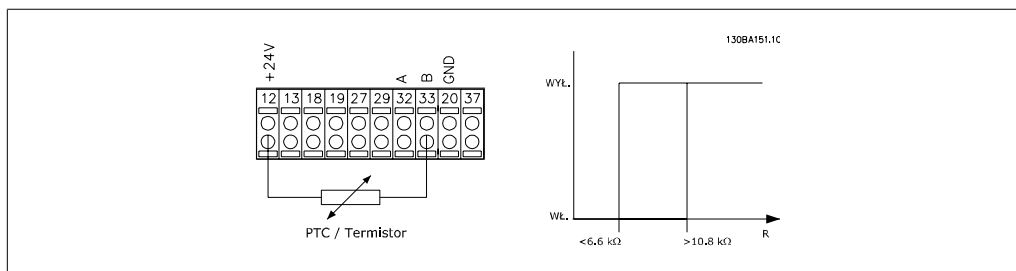 130BA151.10
+24V
A
B
GND
12 13 18 19 27 29 32 33 20 37
PTC / Termistor
WYŁ.
WŁ.
<6.6 kΩ
>10.8 kΩ
R